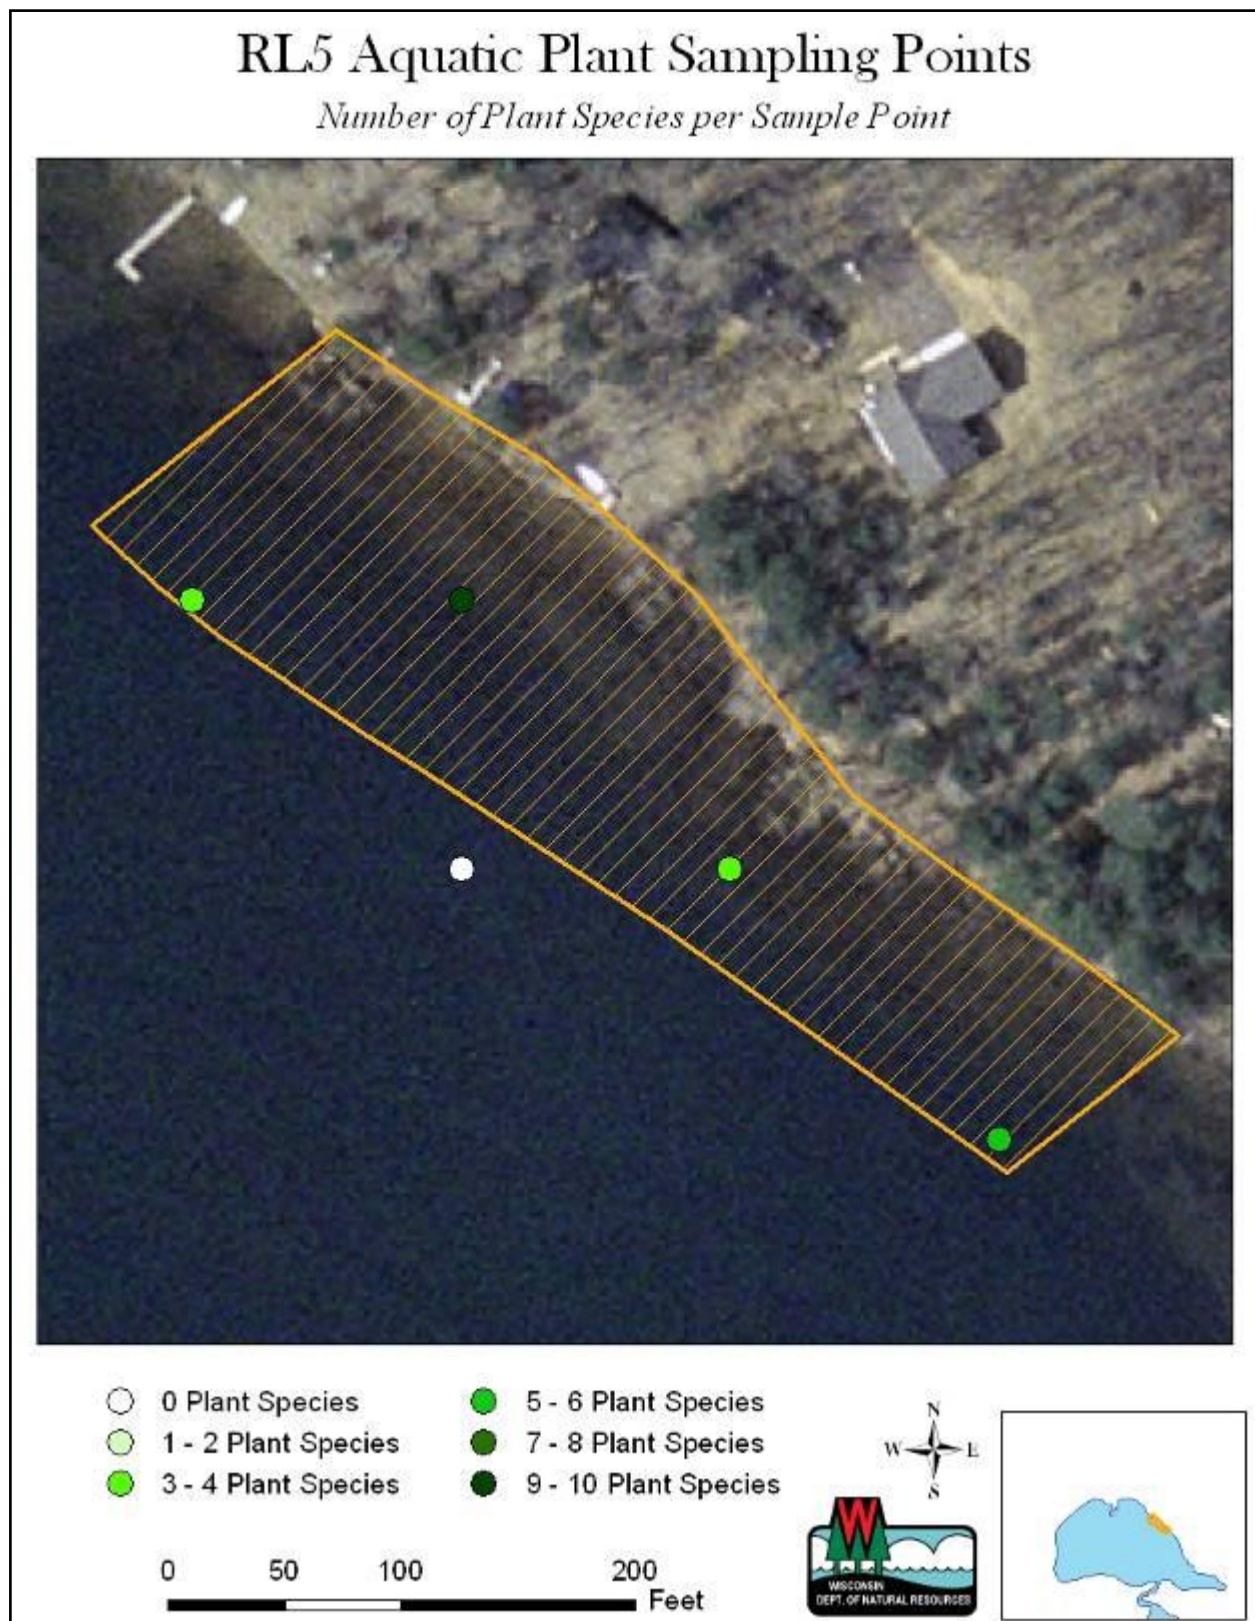 RL5 Aquatic Plant Sampling Points
Number of Plant Species per Sample Point
0 Plant Species
1 - 2 Plant Species
3 - 4 Plant Species
5 - 6 Plant Species
7 - 8 Plant Species
9 - 10 Plant Species
N
W E
S
0 50 100 200
Feet
W
WISCONSIN
DEPT. OF NATURAL RESOURCES